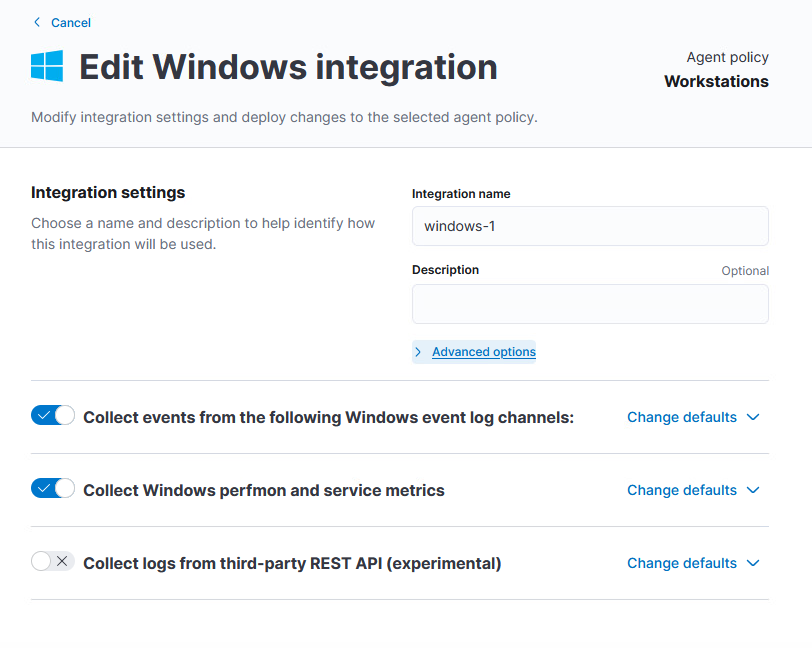 Cancel
Edit Windows integration
Agent policy
Workstations
Modify integration settings and deploy changes to the selected agent policy.
Integration settings
Choose a name and description to help identify how
this integration will be used.
Integration name
windows-1
Description
Optional
Advanced options
Collect events from the following Windows event log channels:
Change defaults
Collect Windows perfmon and service metrics
Change defaults
Collect logs from third-party REST API (experimental)
Change defaults